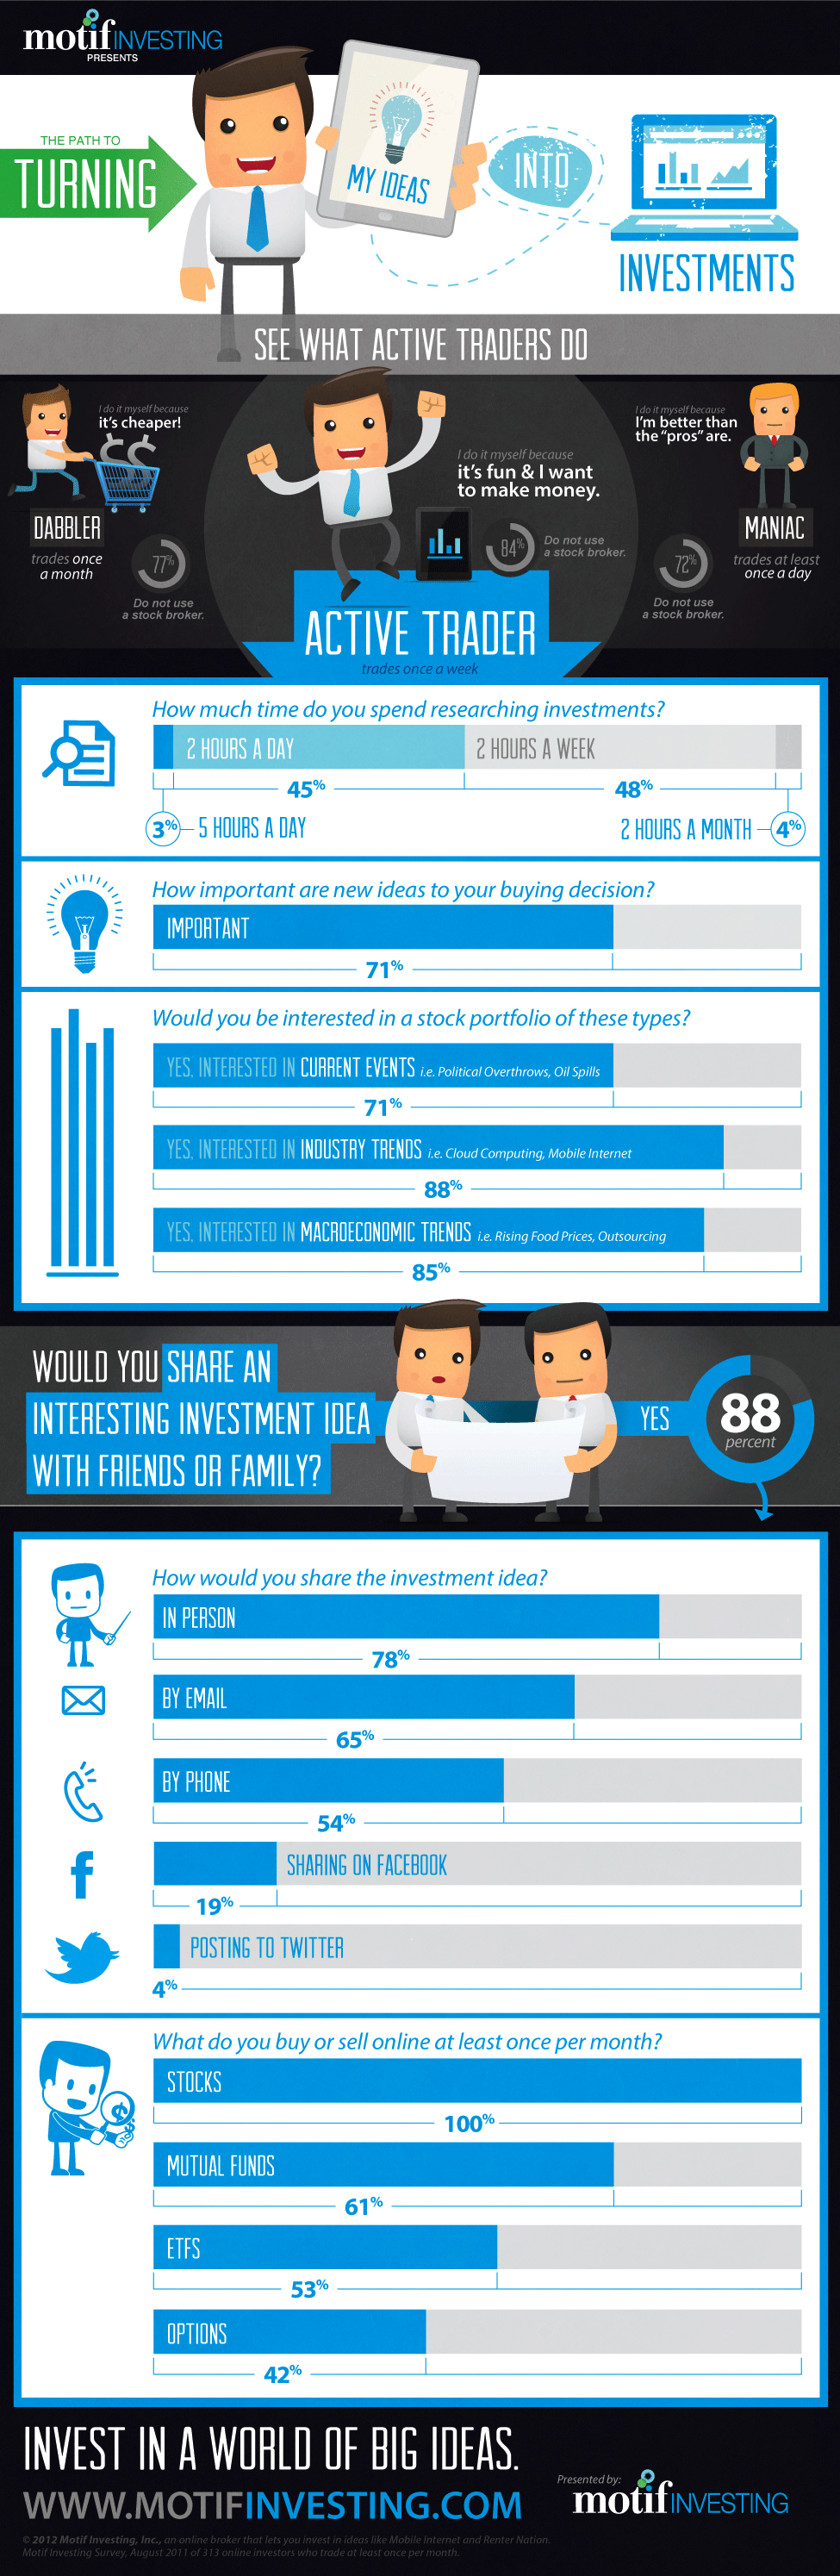 motif INVESTING
PRESENTS
THE PATH TO
TURNING
MY IDEAS
INTO
INVESTMENTS
SEE WHAT ACTIVE TRADERS DO
I do it myself because
it's cheaper!
DABBLER
trades once
a month
77%
Do not use
a stock broker.
I do it myself because
it's fun & I want
to make money.
84%
Do not use
a stock broker.
ACTIVE TRADER
trades once a week
I do it myself because
I'm better than
the "pros" are.
MANIAC
trades at least
once a day
72%
Do not use
a stock broker.
How much time do you spend researching investments?
2 HOURS A DAY
2 HOURS A WEEK
45%
48%
3%
5 HOURS A DAY
2 HOURS A MONTH
4%
How important are new ideas to your buying decision?
IMPORTANT
71%
Would you be interested in a stock portfolio of these types?
YES, INTERESTED IN CURRENT EVENTS i.e. Political Overthrows, Oil Spills
71%
YES, INTERESTED IN INDUSTRY TRENDS i.e. Cloud Computing, Mobile Internet
88%
YES, INTERESTED IN MACROECONOMIC TRENDS i.e. Rising Food Prices, Outsourcing
85%
WOULD YOU SHARE AN
INTERESTING INVESTMENT IDEA
WITH FRIENDS OR FAMILY?
YES
88
percent
How would you share the investment idea?
IN PERSON
78%
BY EMAIL
65%
BY PHONE
54%
SHARING ON FACEBOOK
19%
POSTING TO TWITTER
4%
What do you buy or sell online at least once per month?
STOCKS
100%
MUTUAL FUNDS
61%
ETFS
53%
OPTIONS
42%
INVEST IN A WORLD OF BIG IDEAS.
WWW.MOTIFINVESTING.COM
Presented by:
motif INVESTING
© 2012 Motif Investing, Inc., an online broker that lets you invest in ideas like Mobile Internet and Renter Nation.
Motif Investing Survey, August 2011 of 313 online investors who trade at least once per month.